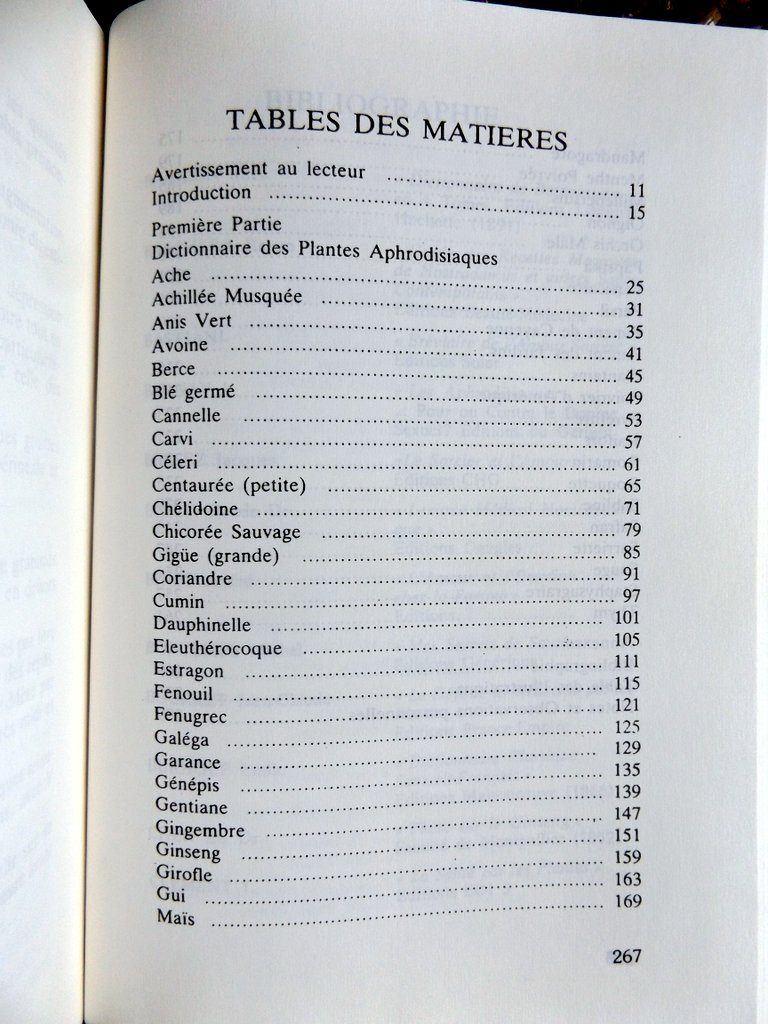 TABLES DES MATIERES
Avertissement au lecteur ........................................ 11
Introduction ........................................ 15
Première Partie
Dictionnaire des Plantes Aphrodisiaques
Ache ........................................ 25
Achillée Musquée ........................................ 31
Anis Vert ........................................ 35
Avoine ........................................ 41
Berce ........................................ 45
Blé germé ........................................ 49
Cannelle ........................................ 53
Carvi ........................................ 57
Céleri ........................................ 61
Centaurée (petite) ........................................ 65
Chélidoine ........................................ 71
Chicorée Sauvage ........................................ 79
Gigüe (grande) ........................................ 85
Coriandre ........................................ 91
Cumin ........................................ 97
Dauphinelle ........................................ 101
Eleuthérocoque ........................................ 105
Estragon ........................................ 111
Fenouil ........................................ 115
Fenugrec ........................................ 121
Galéga ........................................ 125
Garance ........................................ 129
Génépis ........................................ 135
Gentiane ........................................ 139
Gingembre ........................................ 147
Ginseng ........................................ 151
Girofle ........................................ 159
Gui ........................................ 163
Maïs ........................................ 169
267